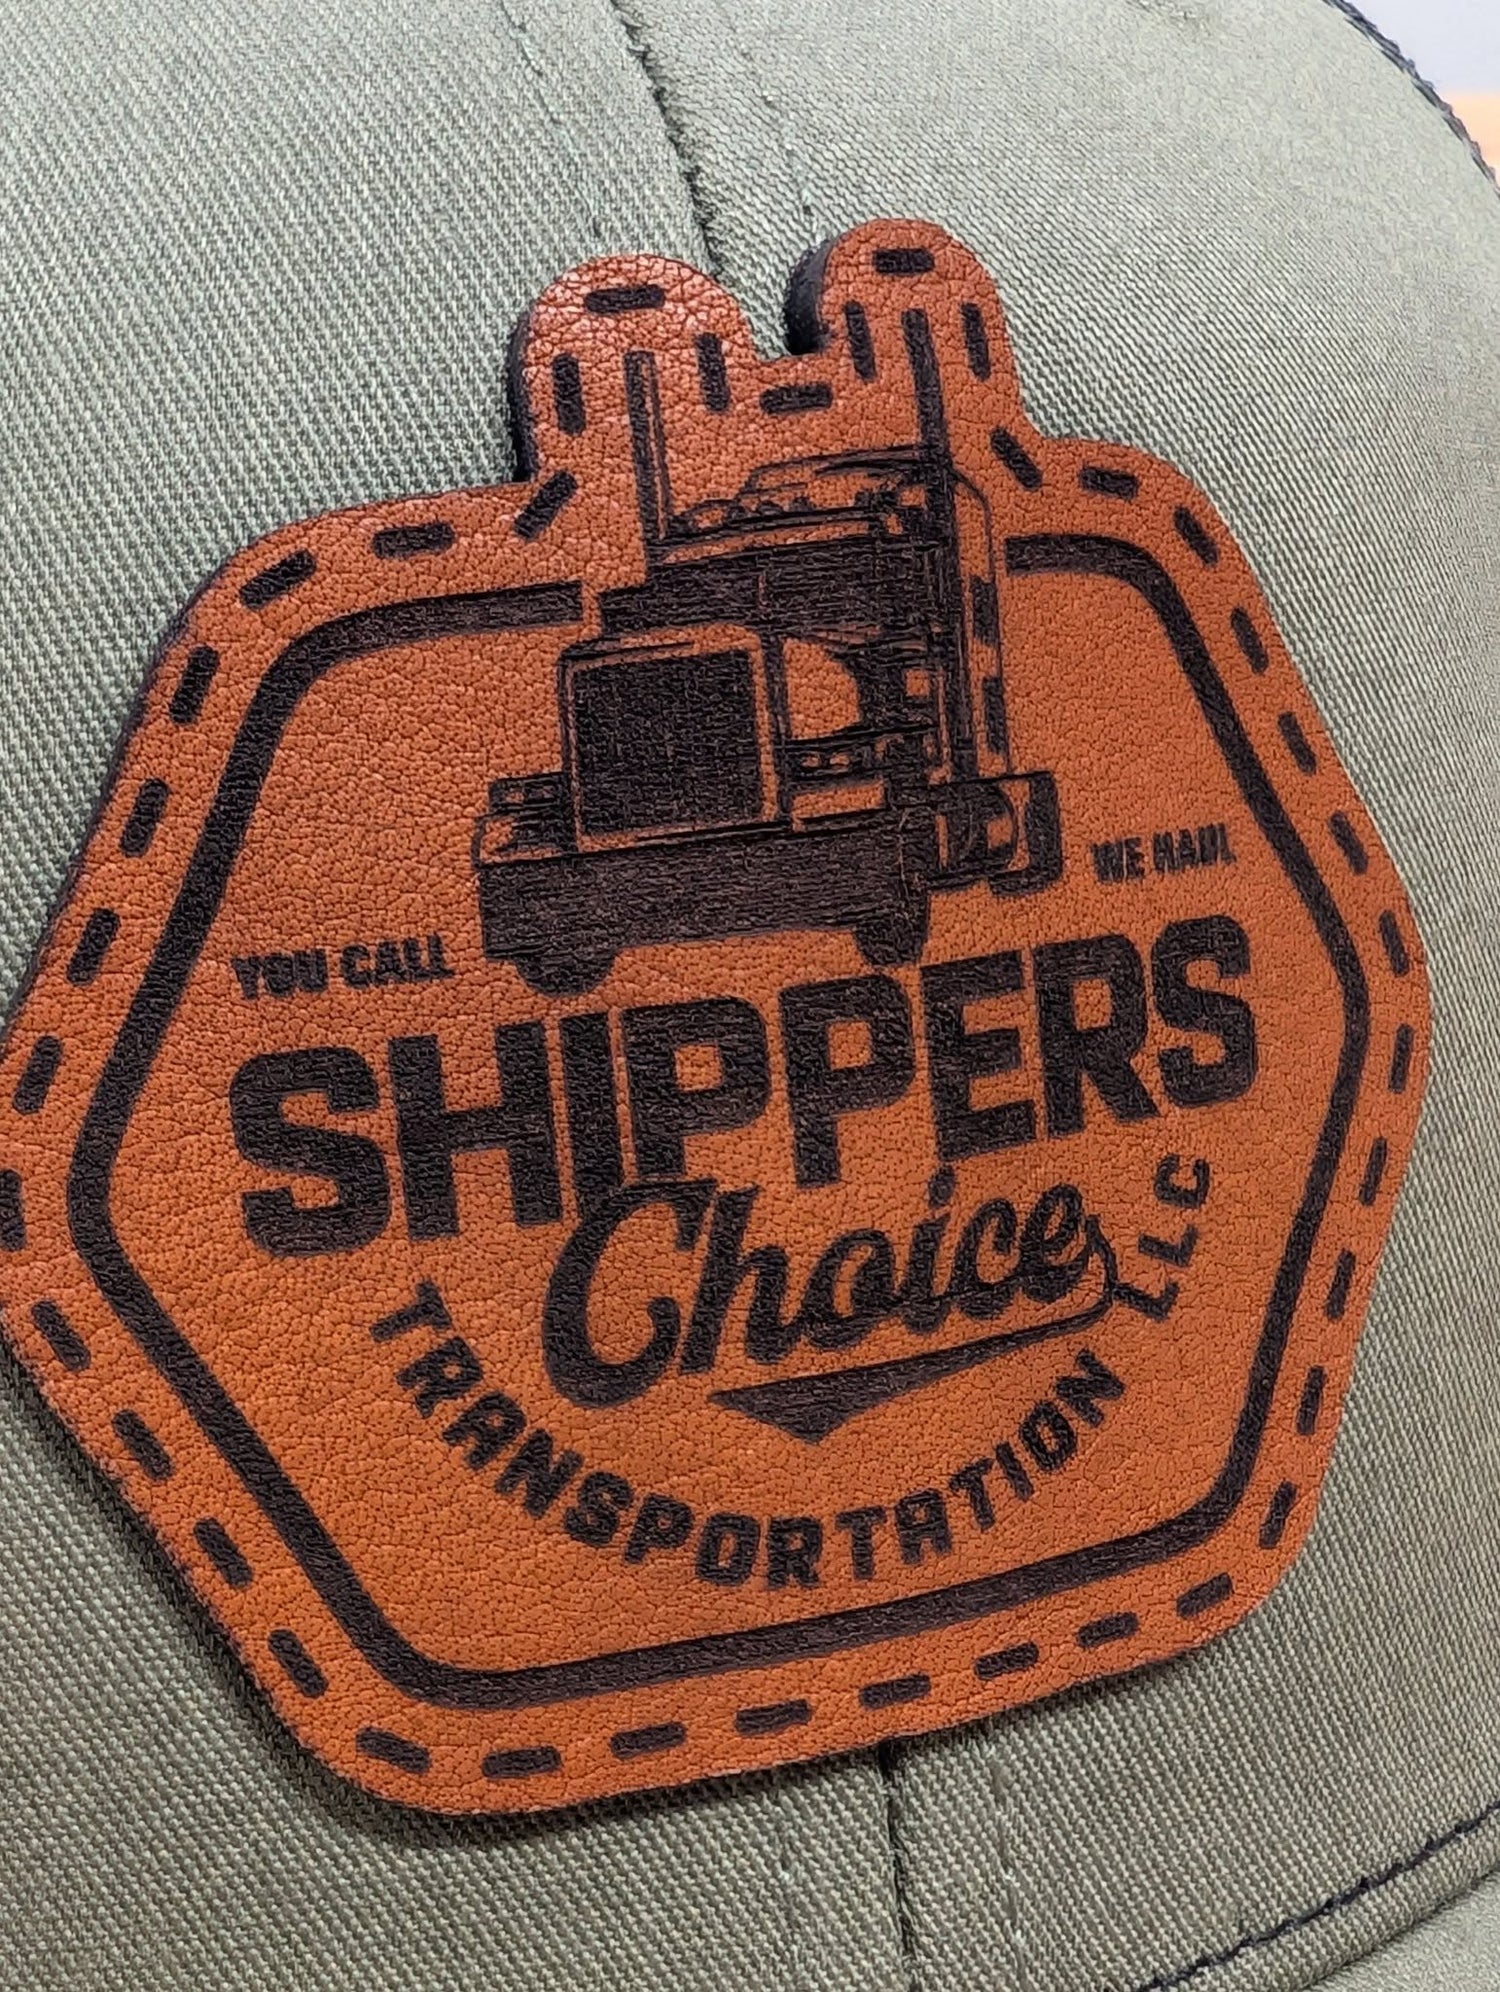 YOU CALL
WE HAUL
SHIPPERS
Choice
TRANSPORTATION LLC